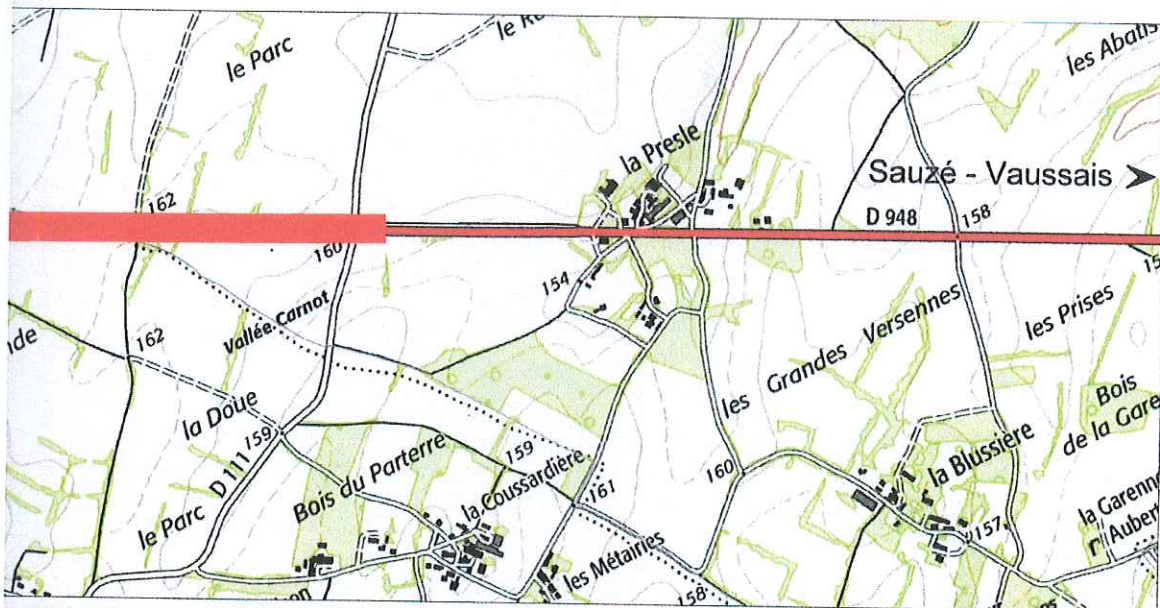 le Parc
les Abatis
la Presle
Sauzé - Vaussais
162
D 948
158
160
154
Vallée Carnot
162
les Grandes Versennes
les Prises
la Doue
159
D 111
Bois
de la Gare
Bois du Parterre
159
la Coussardière
160
la Blussière
161
le Parc
157
la Garenne
Aubert
les Métairies
158